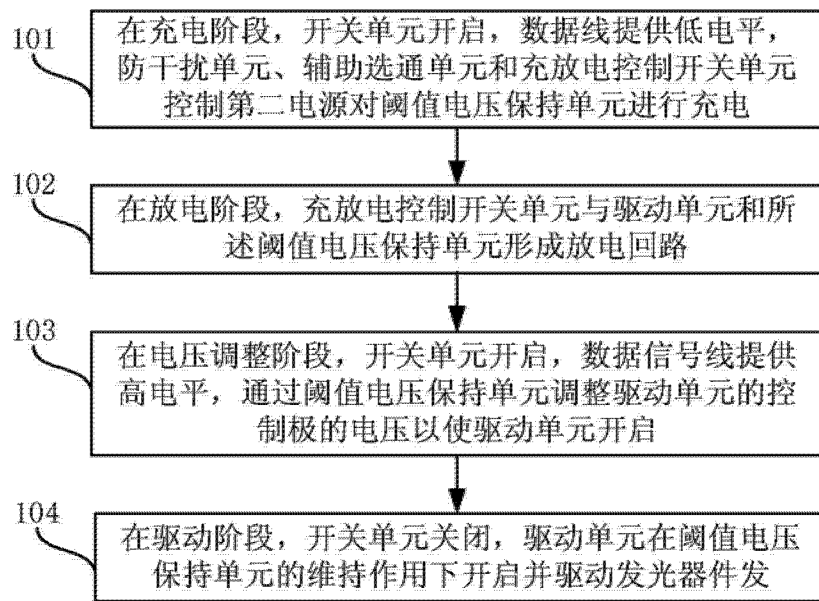 101
在充电阶段，开关单元开启，数据线提供低电平，
防干扰单元、辅助选通单元和充放电控制开关单元
控制第二电源对阈值电压保持单元进行充电
102
在放电阶段，充放电控制开关单元与驱动单元和所
述阈值电压保持单元形成放电回路
103
在电压调整阶段，开关单元开启，数据信号线提供
高电平，通过阈值电压保持单元调整驱动单元的控
制极的电压以使驱动单元开启
104
在驱动阶段，开关单元关闭，驱动单元在阈值电压
保持单元的维持作用下开启并驱动发光器件发